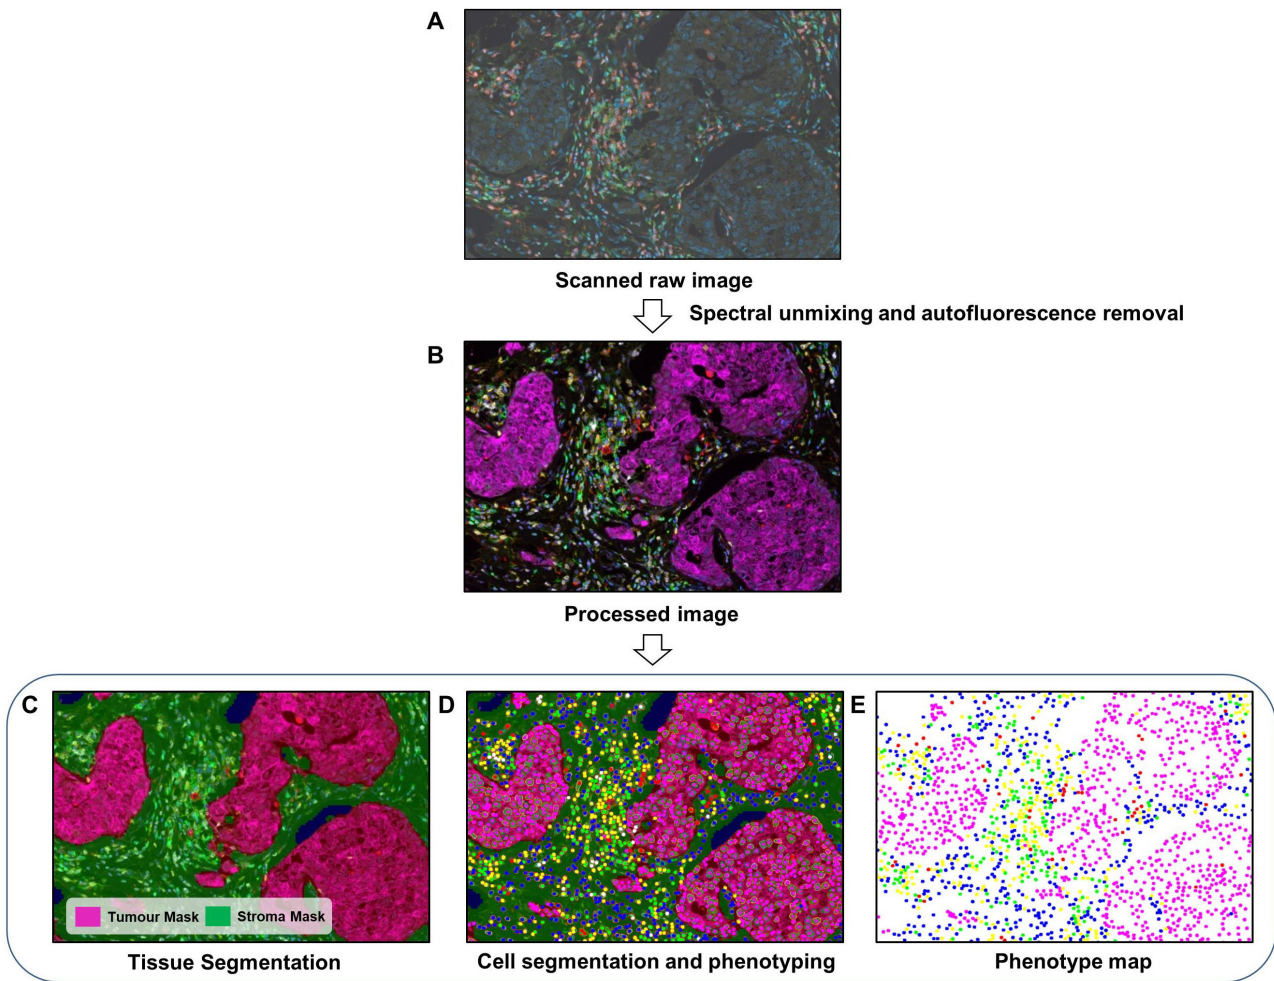 A
Scanned raw image
Spectral unmixing and autofluorescence removal
B
Processed image
C
D
E
Tumour Mask
Stroma Mask
Tissue Segmentation
Cell segmentation and phenotyping
Phenotype map